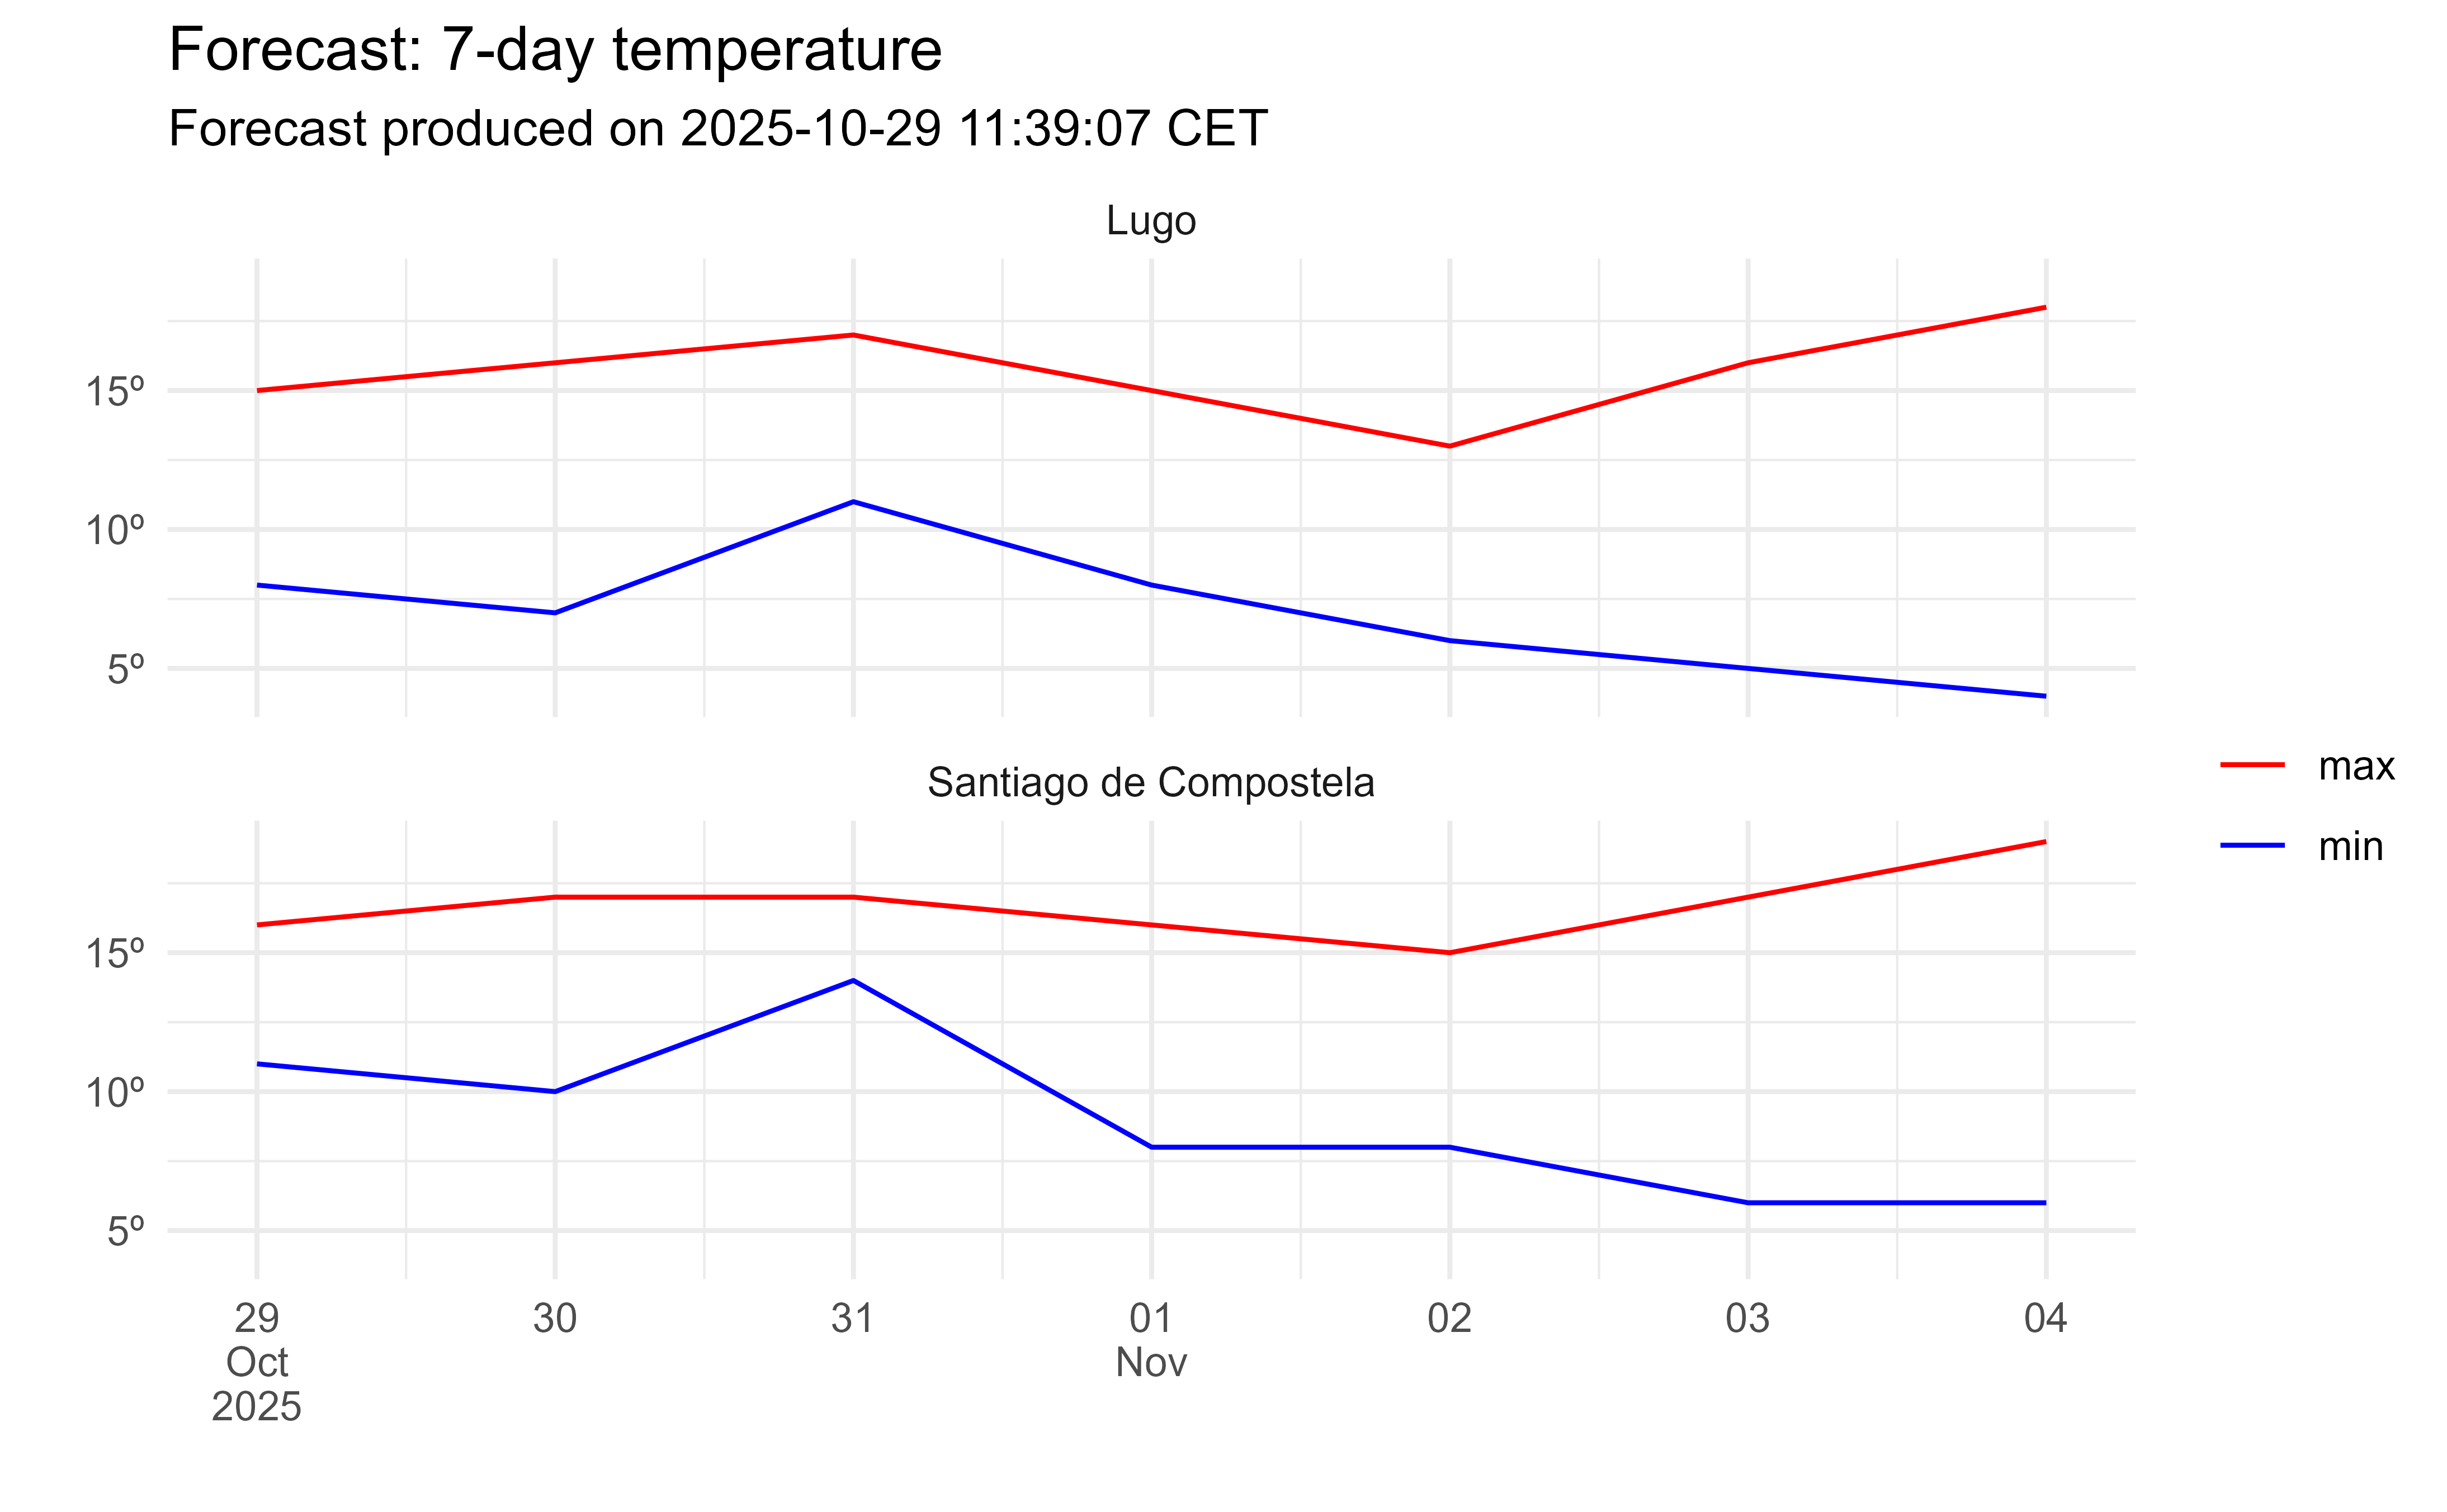 Forecast: 7-day temperature
Forecast produced on 2025-10-29 11:39:07 CET
Lugo
15º
10º
5º
Santiago de Compostela
15º
10º
5º
max
min
29 30 31 01 02 03 04
Oct Nov
2025